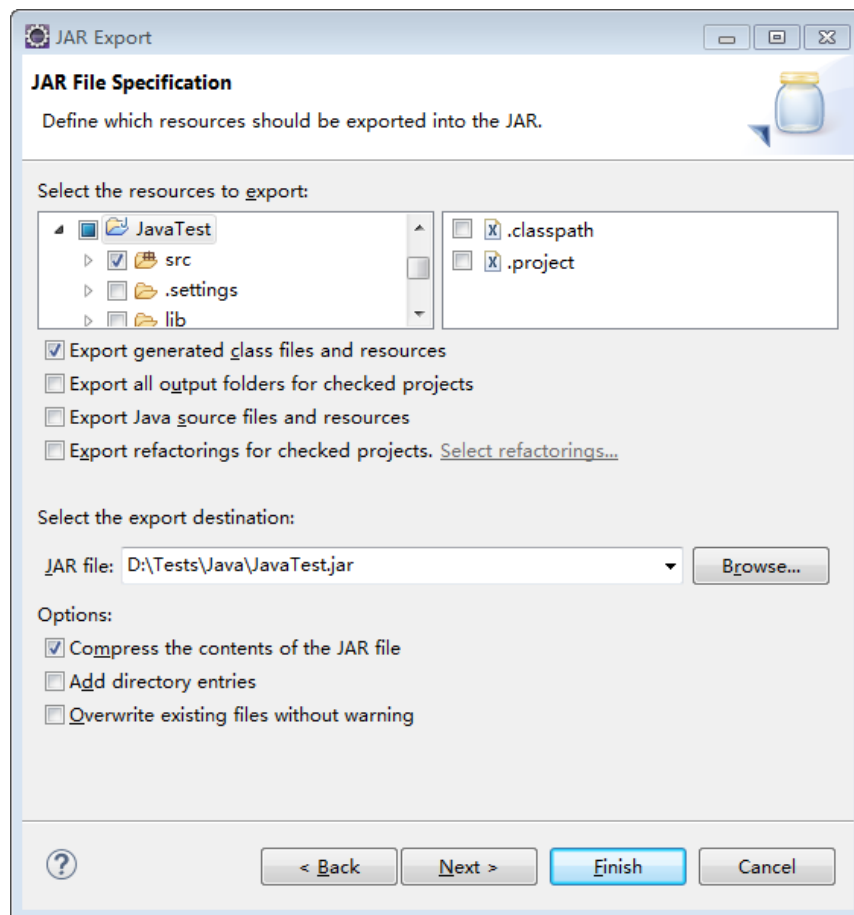 JAR Export
JAR File Specification
Define which resources should be exported into the JAR.
Select the resources to export:
JavaTest
src
.settings
lib
.classpath
.project
Export generated class files and resources
Export all output folders for checked projects
Export Java source files and resources
Export refactorings for checked projects. Select refactorings...
Select the export destination:
JAR file: D:\Tests\Java\JavaTest.jar Browse...
Options:
Compress the contents of the JAR file
Add directory entries
Overwrite existing files without warning
? < Back Next > Finish Cancel